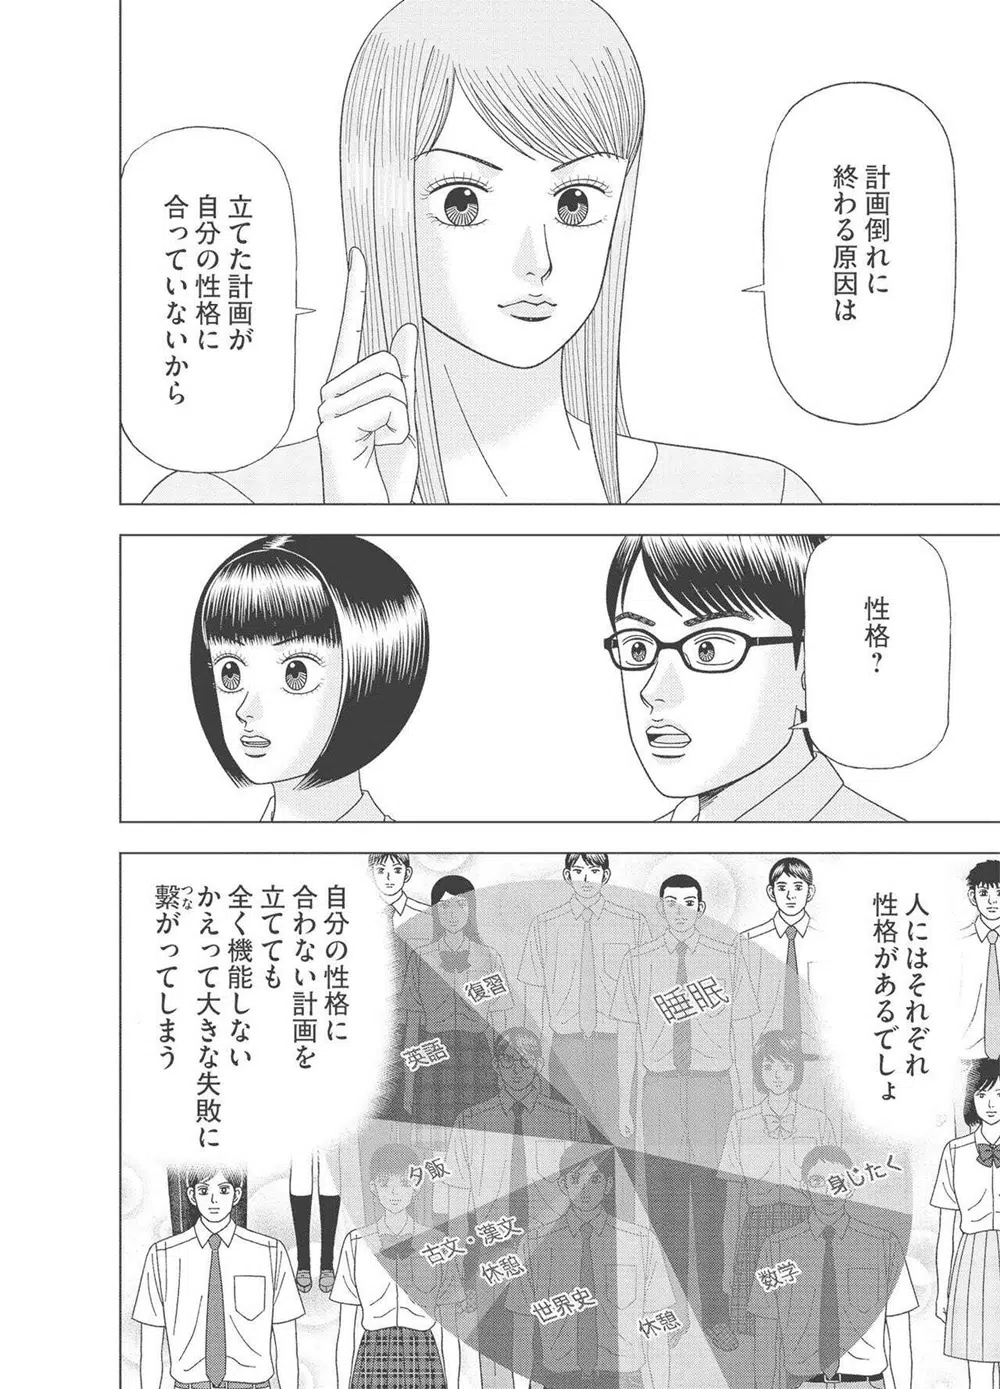 計画倒れに
終わる原因は
立てた計画が
自分の性格に
合っていないから
性格?
人にはそれぞれ
性格があるでしょ
自分の性格に
合わない計画を
立てても
全く機能しない
かえって大きな失敗に
繋がってしまう
つな
睡眠
復習
英語
夕飯
古文・漢文
休憩
世界史
休憩
数学
身じたく